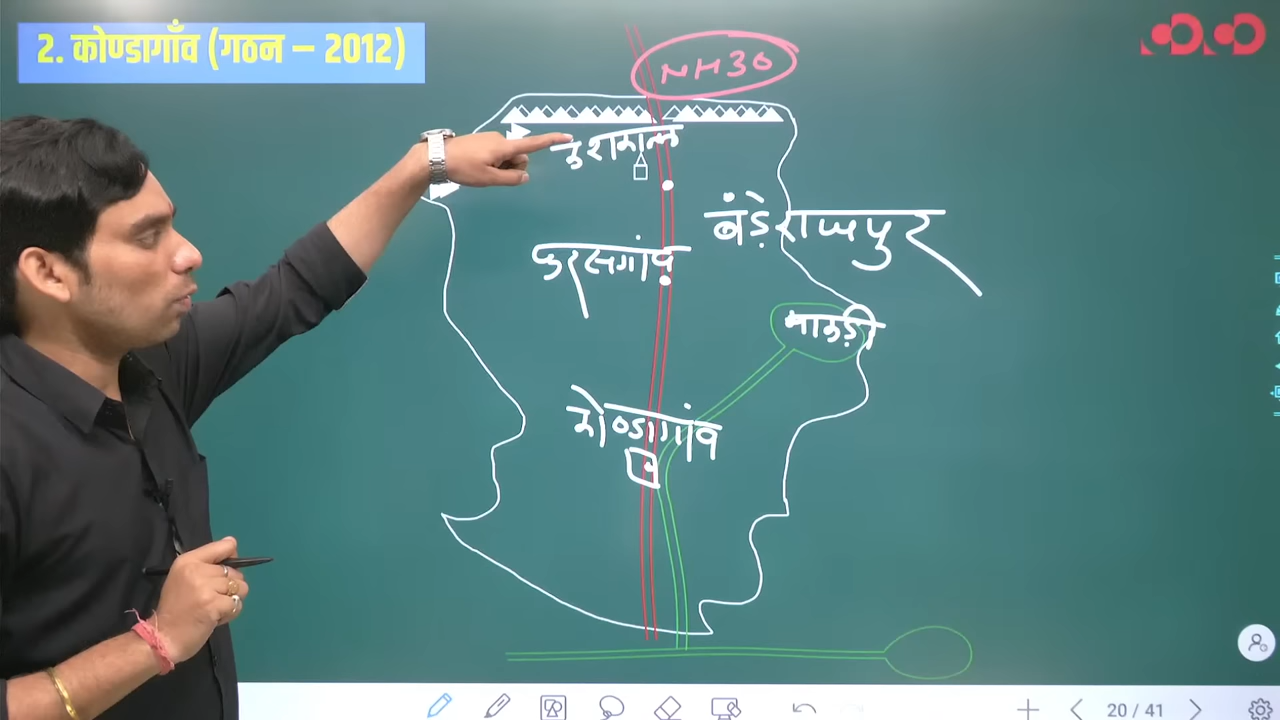 2. कोण्डागाँव (गठन – 2012)
NH30
केशकाल
बड़ेराजपुर
फरसगांव
माकड़ी
कोण्डागांव
20 / 41